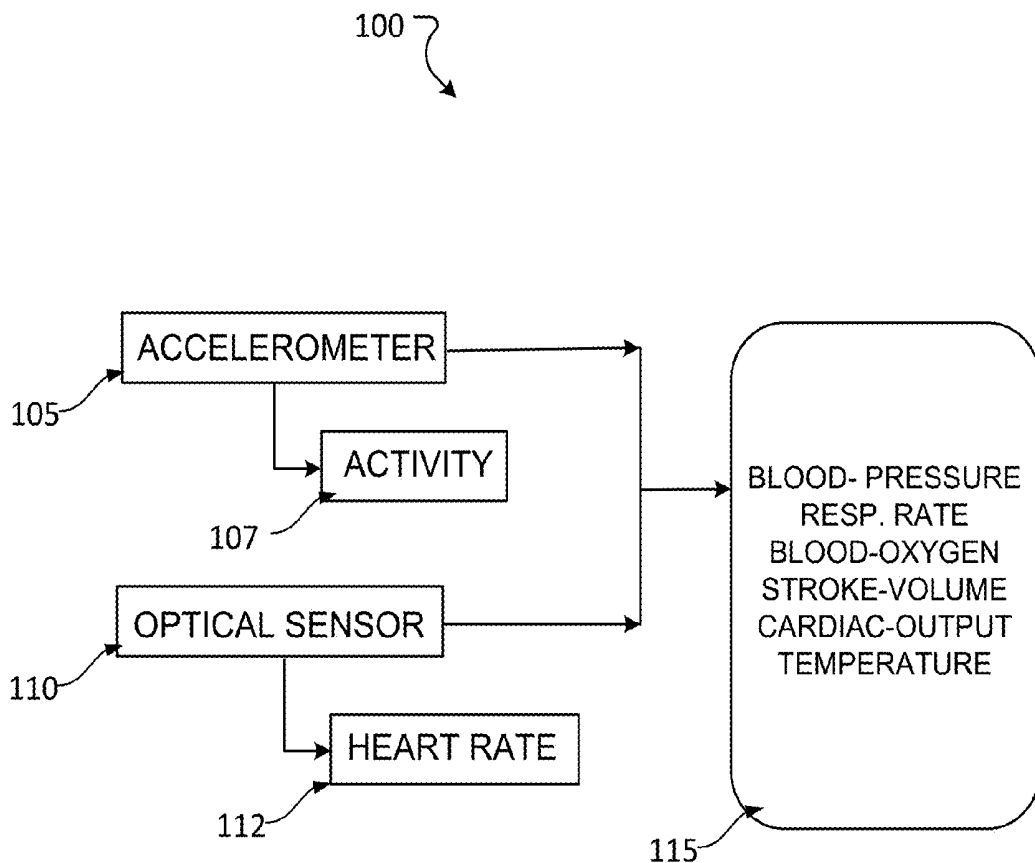 100
ACCELEROMETER
105
ACTIVITY
107
OPTICAL SENSOR
110
HEART RATE
112
BLOOD- PRESSURE
RESP. RATE
BLOOD-OXYGEN
STROKE-VOLUME
CARDIAC-OUTPUT
TEMPERATURE
115